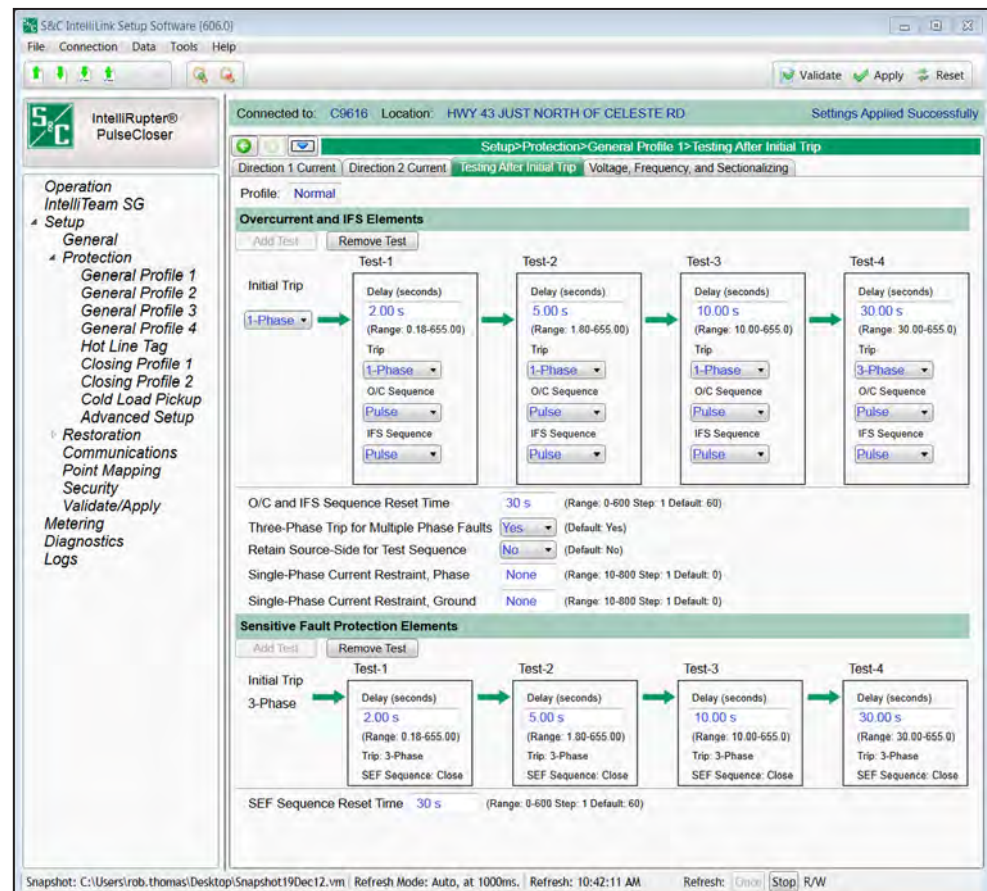 S&C IntelliLink Setup Software [606.0]
File Connection Data Tools Help
Validate Apply Reset
S&C
IntelliRupter®
PulseCloser
Connected to: C9616 Location: HWY 43 JUST NORTH OF CELESTE RD Settings Applied Successfully
Setup>Protection>General Profile 1>Testing After Initial Trip
Direction 1 Current Direction 2 Current Testing After Initial Trip Voltage, Frequency, and Sectionalizing
Operation
IntelliTeam SG
Setup
General
Protection
General Profile 1
General Profile 2
General Profile 3
General Profile 4
Hot Line Tag
Closing Profile 1
Closing Profile 2
Cold Load Pickup
Advanced Setup
Restoration
Communications
Point Mapping
Security
Validate/Apply
Metering
Diagnostics
Logs
Profile: Normal
Overcurrent and IFS Elements
Add Test Remove Test
Test-1 Test-2 Test-3 Test-4
Initial Trip
1-Phase
Delay (seconds) Delay (seconds) Delay (seconds) Delay (seconds)
2.00 s 5.00 s 10.00 s 30.00 s
(Range: 0.18-655.00) (Range: 1.80-655.00) (Range: 10.00-655.0) (Range: 30.00-655.0)
Trip Trip Trip Trip
1-Phase 1-Phase 1-Phase 3-Phase
O/C Sequence O/C Sequence O/C Sequence O/C Sequence
Pulse Pulse Pulse Pulse
IFS Sequence IFS Sequence IFS Sequence IFS Sequence
Pulse Pulse Pulse Pulse
O/C and IFS Sequence Reset Time 30 s (Range: 0-600 Step: 1 Default: 60)
Three-Phase Trip for Multiple Phase Faults Yes (Default: Yes)
Retain Source-Side for Test Sequence No (Default: No)
Single-Phase Current Restraint, Phase None (Range: 10-800 Step: 1 Default: 0)
Single-Phase Current Restraint, Ground None (Range: 10-800 Step: 1 Default: 0)
Sensitive Fault Protection Elements
Add Test Remove Test
Test-1 Test-2 Test-3 Test-4
Initial Trip
3-Phase
Delay (seconds) Delay (seconds) Delay (seconds) Delay (seconds)
2.00 s 5.00 s 10.00 s 30.00 s
(Range: 0.18-655.00) (Range: 1.80-655.00) (Range: 10.00-655.00) (Range: 30.00-655.0)
Trip: 3-Phase Trip: 3-Phase Trip: 3-Phase Trip: 3-Phase
SEF Sequence: Close SEF Sequence: Close SEF Sequence: Close SEF Sequence: Close
SEF Sequence Reset Time 30 s (Range: 0-600 Step: 1 Default: 60)
Snapshot: C:\Users\rob.thomas\Desktop\Snapshot19Dec12.vm Refresh Mode: Auto, at 1000ms. Refresh: 10:42:11 AM Refresh: Once Stop R/W